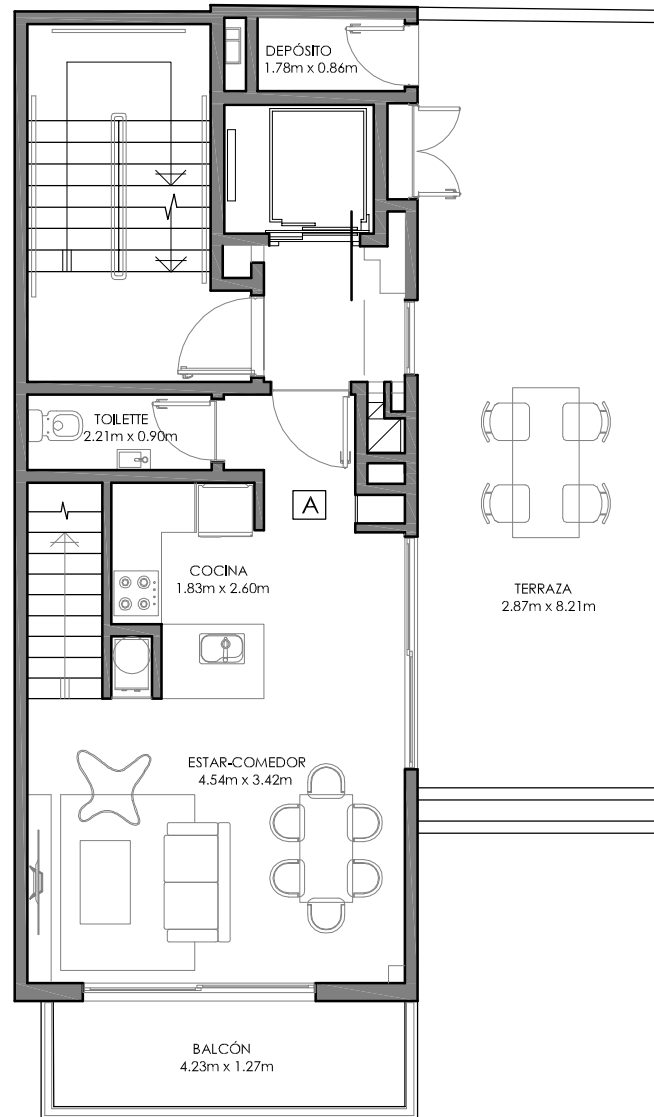 DEPÓSITO
1.78m x 0.86m
TOILETTE
2.21m x 0.90m
A
COCINA
1.83m x 2.60m
TERRAZA
2.87m x 8.21m
ESTAR-COMEDOR
4.54m x 3.42m
BALCÓN
4.23m x 1.27m